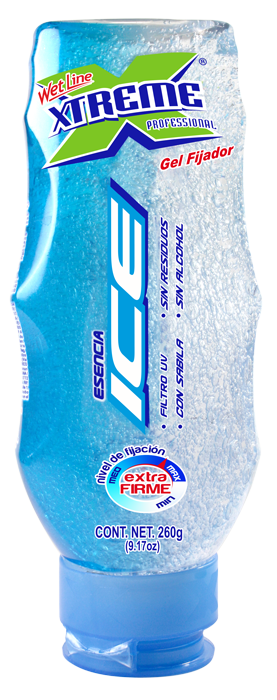 Wet Line
XTREME
®
PROFESSIONAL
Gel Fijador
ESENCIA
ICE
• FILTRO UV
• SIN RESIDUOS
• CON SABILA
• SIN ALCOHOL
nivel de fijación
MED
MAX
extra
FIRME
min
CONT. NET. 260g
(9.17oz)